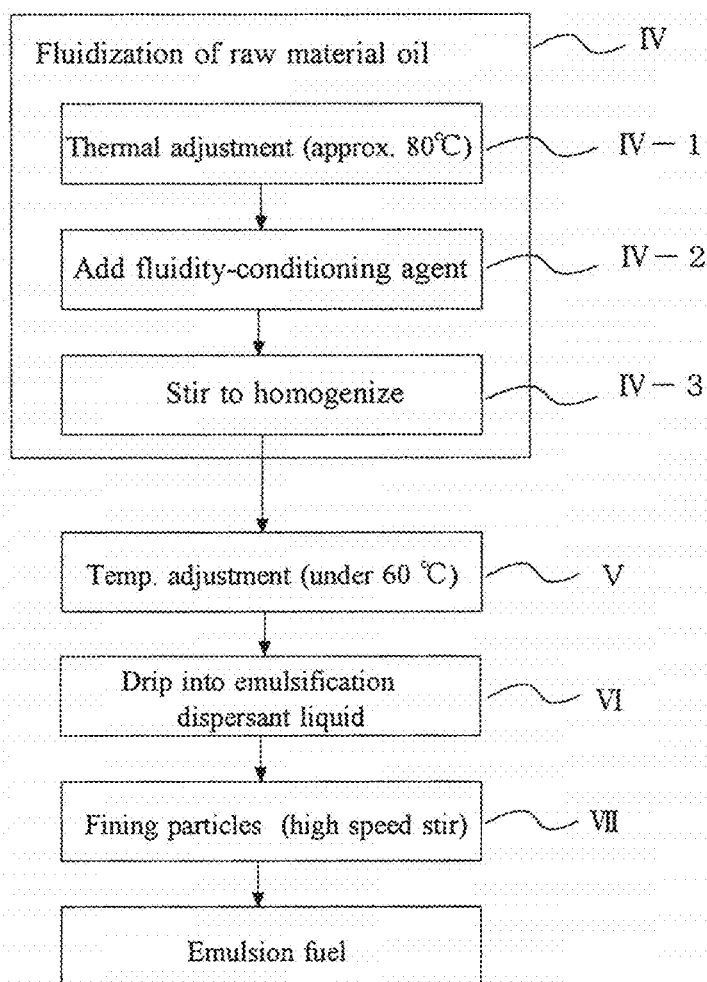 Fluidization of raw material oil
Ⅳ
Thermal adjustment (approx. 80℃)
Ⅳ－1
Add fluidity-conditioning agent
Ⅳ－2
Stir to homogenize
Ⅳ－3
Temp. adjustment (under 60 ℃)
Ⅴ
Drip into emulsification
dispersant liquid
Ⅵ
Fining particles (high speed stir)
Ⅶ
Emulsion fuel